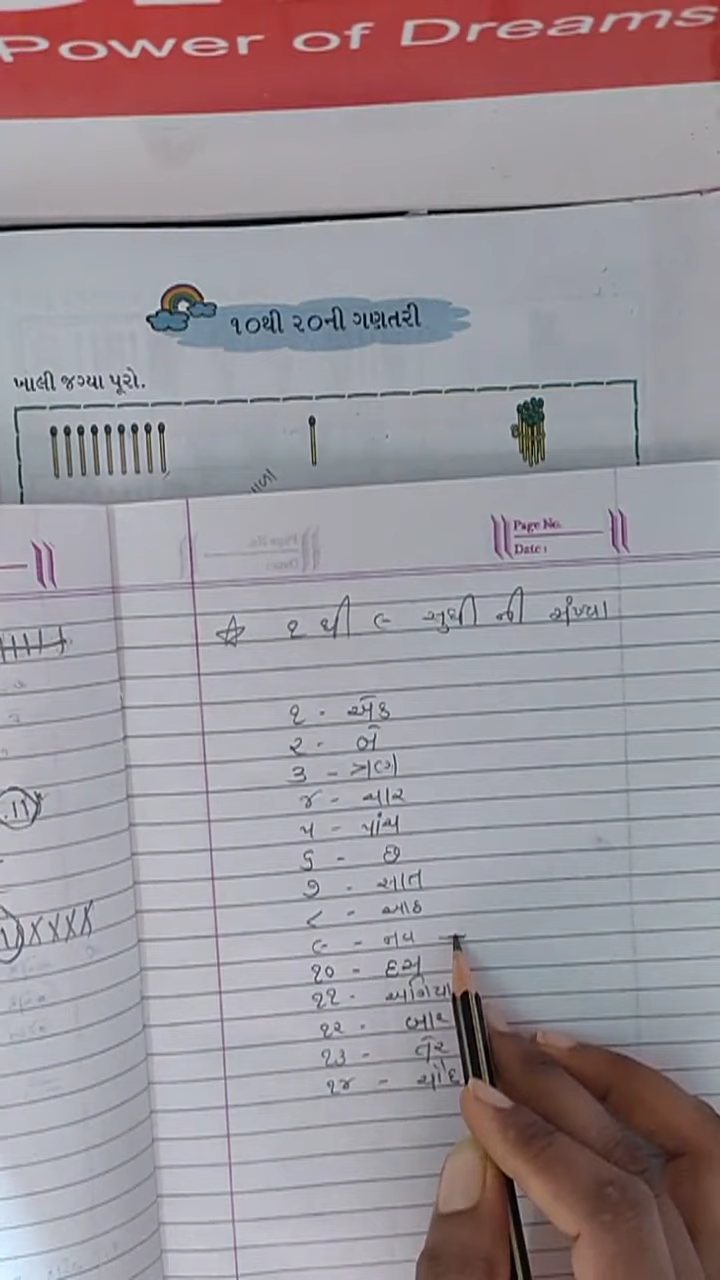 Power of Dreams
૧૦થી ૨૦ની ગણતરી
ખાલી જગ્યા પૂરો.
Page No.
Date:
૧ થી ૯ સુધી ની સંખ્યા
૧ - એક
૨ - બે
૩ - ત્રણ
૪ - ચાર
૫ - પાંચ
૬ - છ
૭ - સાત
૮ - આઠ
૯ - નવ
૧૦ - દસ
૧૧ - અગિયા
૧૨ - બાર
૧૩ - તેર
૧૪ - ચૌદ